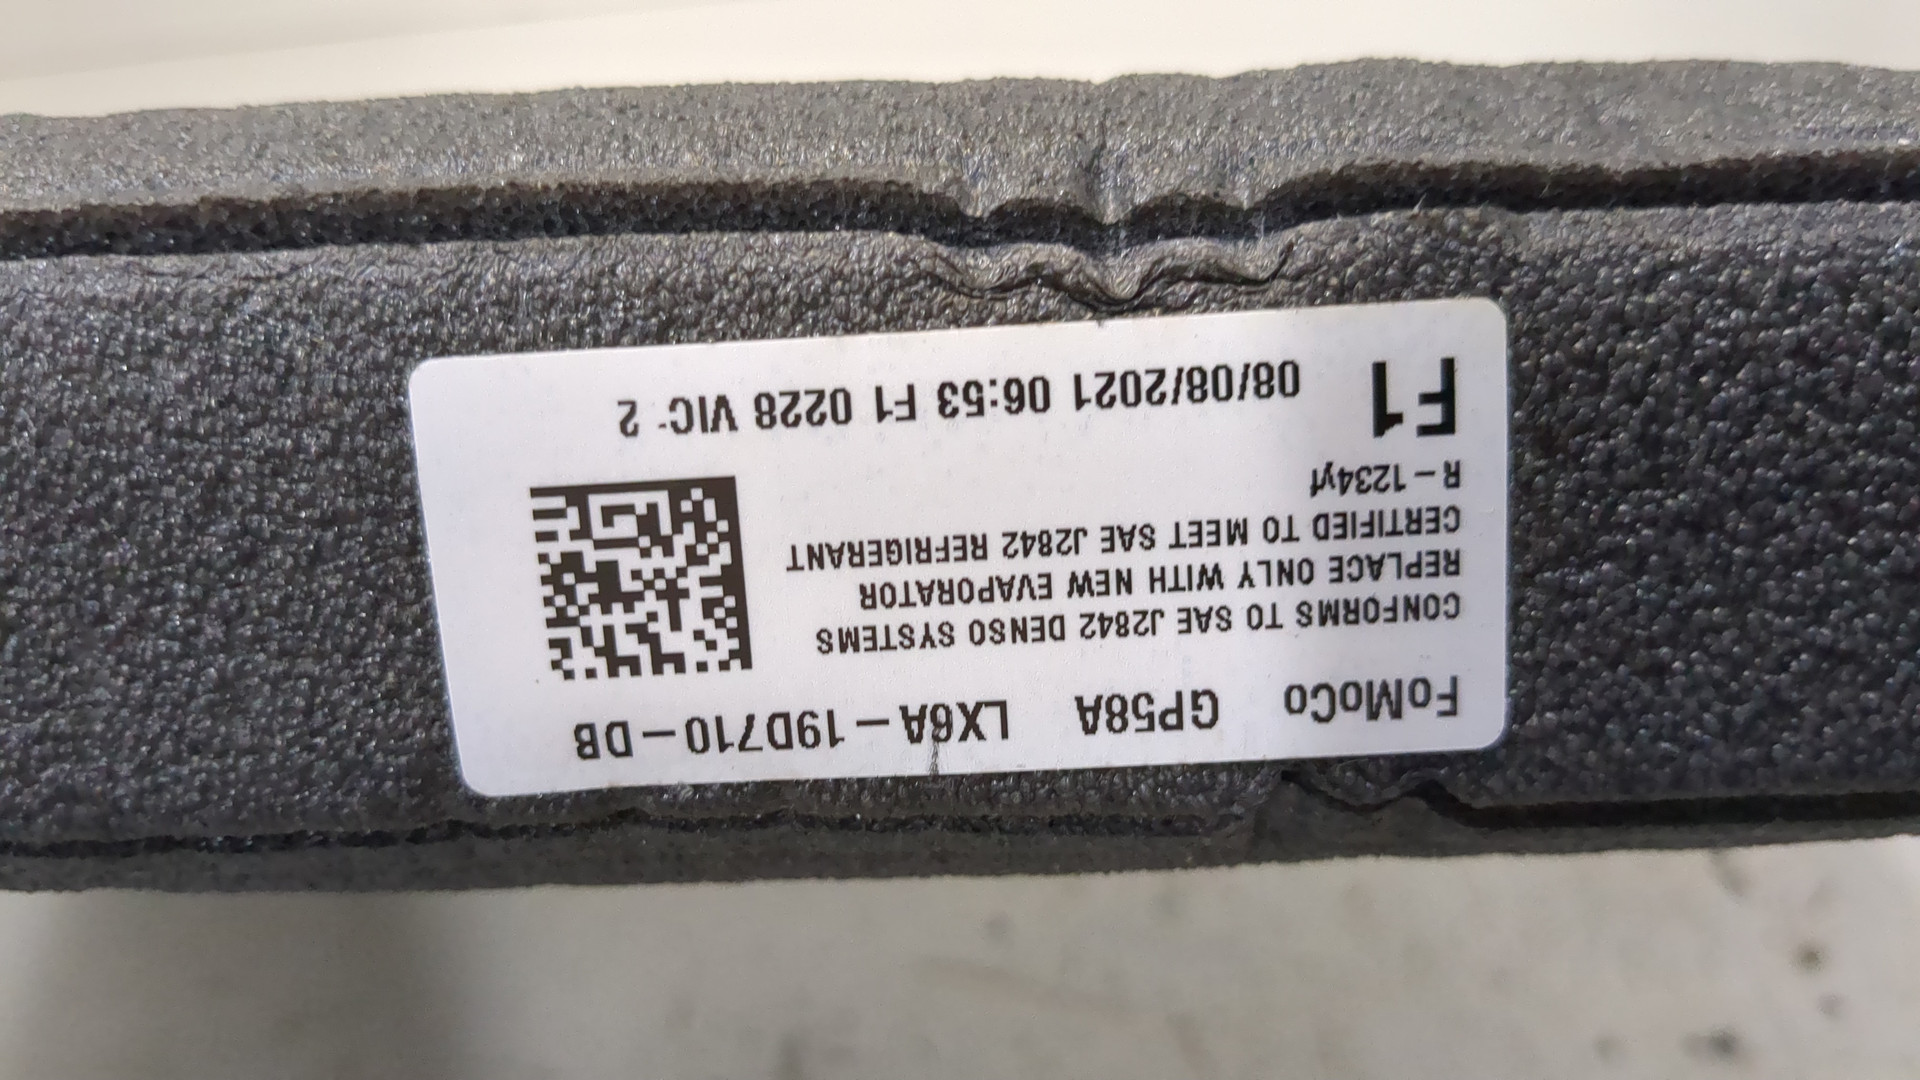 FoMoCo GP58A LX6A-19D710-DB
CONFORMS TO SAE J2842 DENSO SYSTEMS
REPLACE ONLY WITH NEW EVAPORATOR
CERTIFIED TO MEET SAE J2842 REFRIGERANT
R-1234yf
F1 08/08/2021 06:53 F1 0228 VIC 2